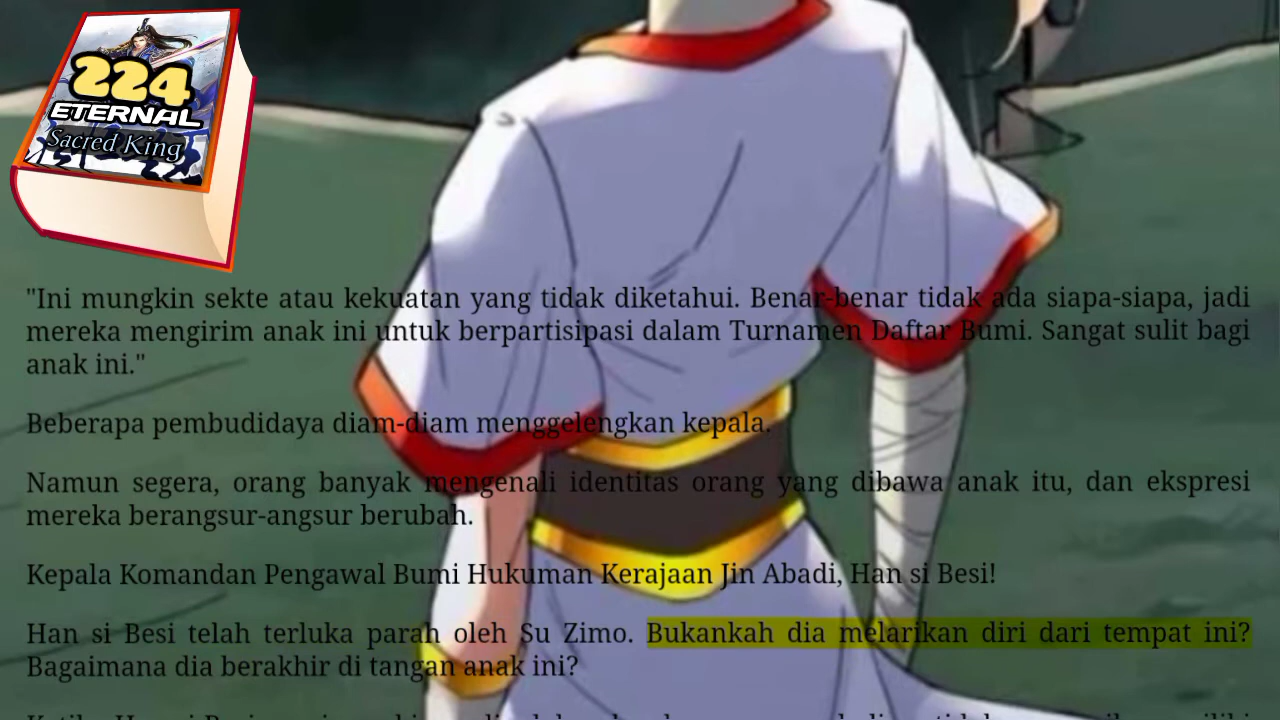 224
ETERNAL
Sacred King
"Ini mungkin sekte atau kekuatan yang tidak diketahui. Benar-benar tidak ada siapa-siapa, jadi
mereka mengirim anak ini untuk berpartisipasi dalam Turnamen Daftar Bumi. Sangat sulit bagi
anak ini."
Beberapa pembudidaya diam-diam menggelengkan kepala.
Namun segera, orang banyak mengenali identitas orang yang dibawa anak itu, dan ekspresi
mereka berangsur-angsur berubah.
Kepala Komandan Pengawal Bumi Hukuman Kerajaan Jin Abadi, Han si Besi!
Han si Besi telah terluka parah oleh Su Zimo. Bukankah dia melarikan diri dari tempat ini?
Bagaimana dia berakhir di tangan anak ini?